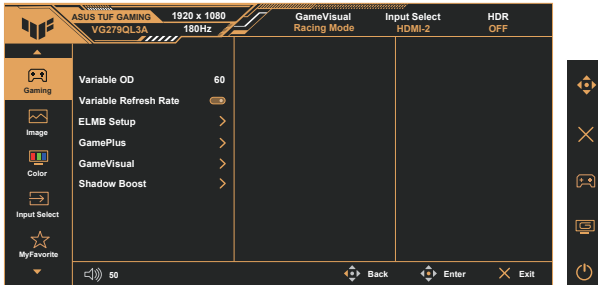 ASUS TUF GAMING 1920 x 1080 GameVisual Input Select HDR
VG279QL3A 180Hz Racing Mode HDMI-2 OFF
Gaming
Image
Color
Input Select
MyFavorite
Variable OD 60
Variable Refresh Rate
ELMB Setup
GamePlus
GameVisual
Shadow Boost
50 Back Enter Exit